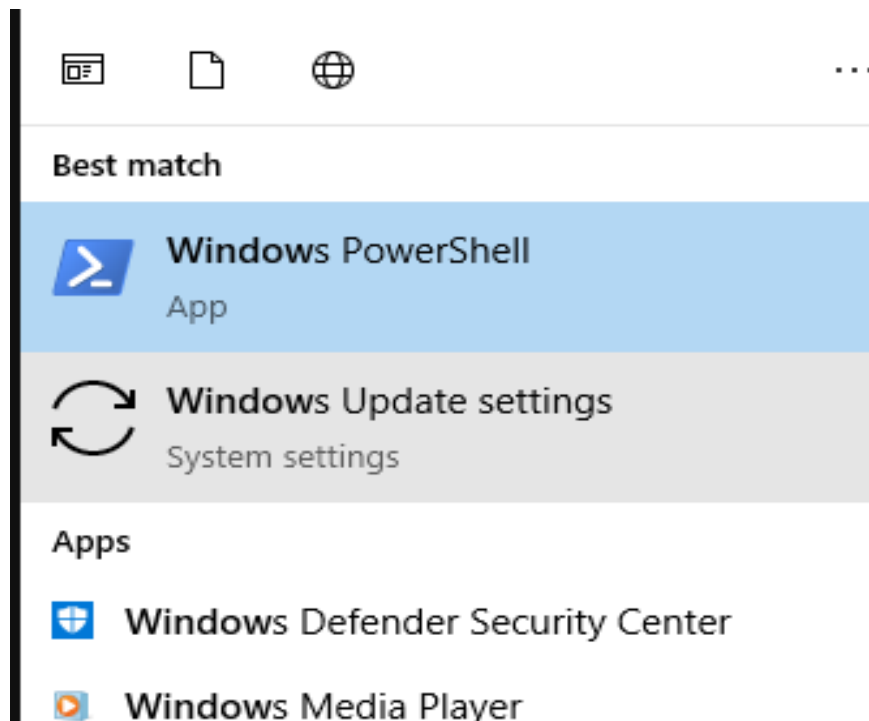 Best match
Windows PowerShell
App
Windows Update settings
System settings
Apps
Windows Defender Security Center
Windows Media Player